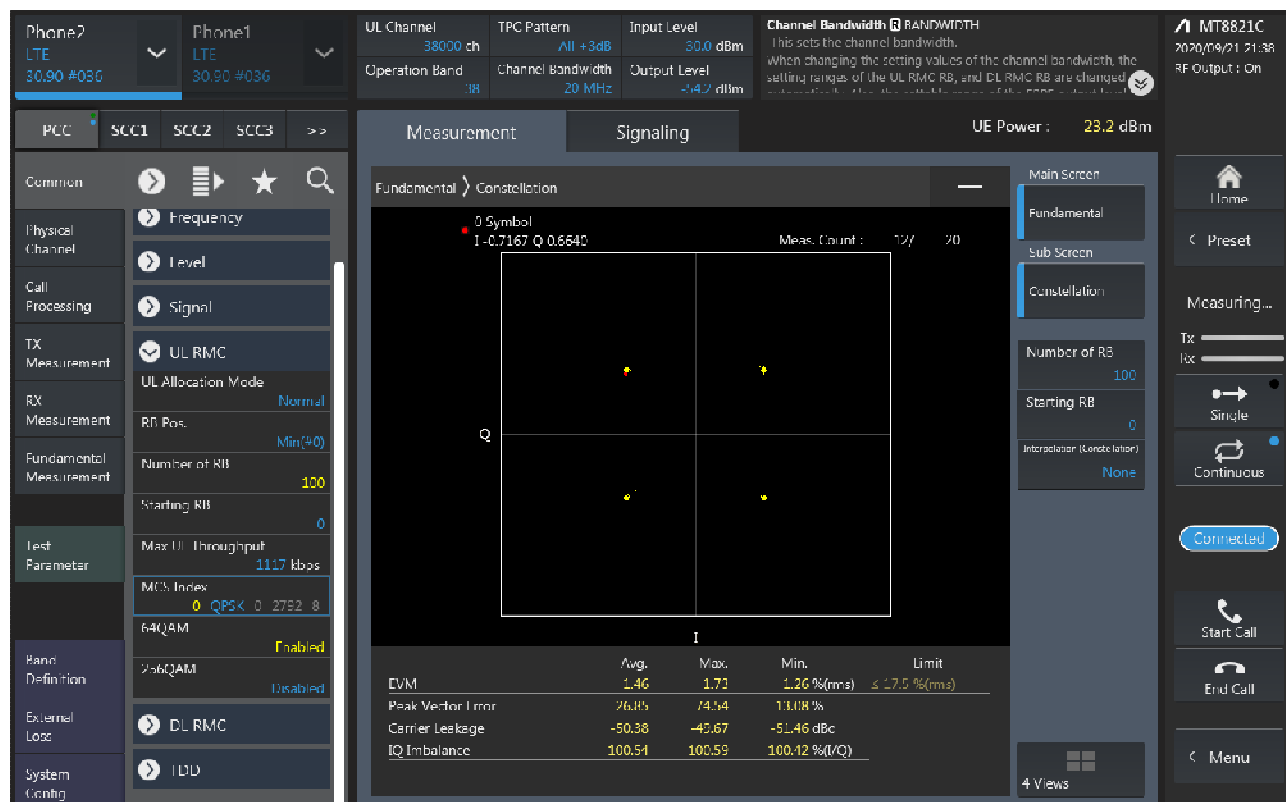 Phone2
LTE
30.90 #036
Phone1
LTE
30.90 #036
UL Channel
38000 ch
Operation Band
38
TPC Pattern
All +3dB
Channel Bandwidth
20 MHz
Input Level
30.0 dBm
Output Level
-54.2 dBm
Channel Bandwidth BANDWIDTH
This sets the channel bandwidth.
When changing the setting values of the channel bandwidth, the
setting ranges of the UL RMC RB, and DL RMC RB are changed
MT8821C
2020/09/21 21:38
RF Output : On
PCC
SCC1
SCC2
SCC3
>>
Measurement
Signaling
UE Power :
23.2 dBm
Common
Physical
Channel
Call
Processing
TX
Measurement
RX
Measurement
Fundamental
Measurement
Test
Parameter
Band
Definition
External
Loss
System
Config
Frequency
Level
Signal
UL RMC
UL Allocation Mode
Normal
RB Pos.
Min(#0)
Number of RB
100
Starting RB
0
Max UL Throughput
1117 kbps
MCS Index
0 QPSK 0 2792 8
64QAM
Enabled
256QAM
Disabled
DL RMC
TDD
Fundamental
Constellation
0 Symbol
I -0.7167 Q 0.6640
Meas. Count : 12/ 20
Q
I
Avg. Max. Min. Limit
EVM 1.46 1.73 1.26 %(rms) ≤ 17.5 %(rms)
Peak Vector Error 26.85 74.54 13.08 %
Carrier Leakage -50.38 -49.67 -51.46 dBc
IQ Imbalance 100.54 100.59 100.42 %(I/Q)
Main Screen
Fundamental
Sub Screen
Constellation
Number of RB
100
Starting RB
0
Interpolation (Constellation)
None
4 Views
Home
< Preset
Measuring...
Tx
Rx
Single
Continuous
Connected
Start Call
End Call
< Menu